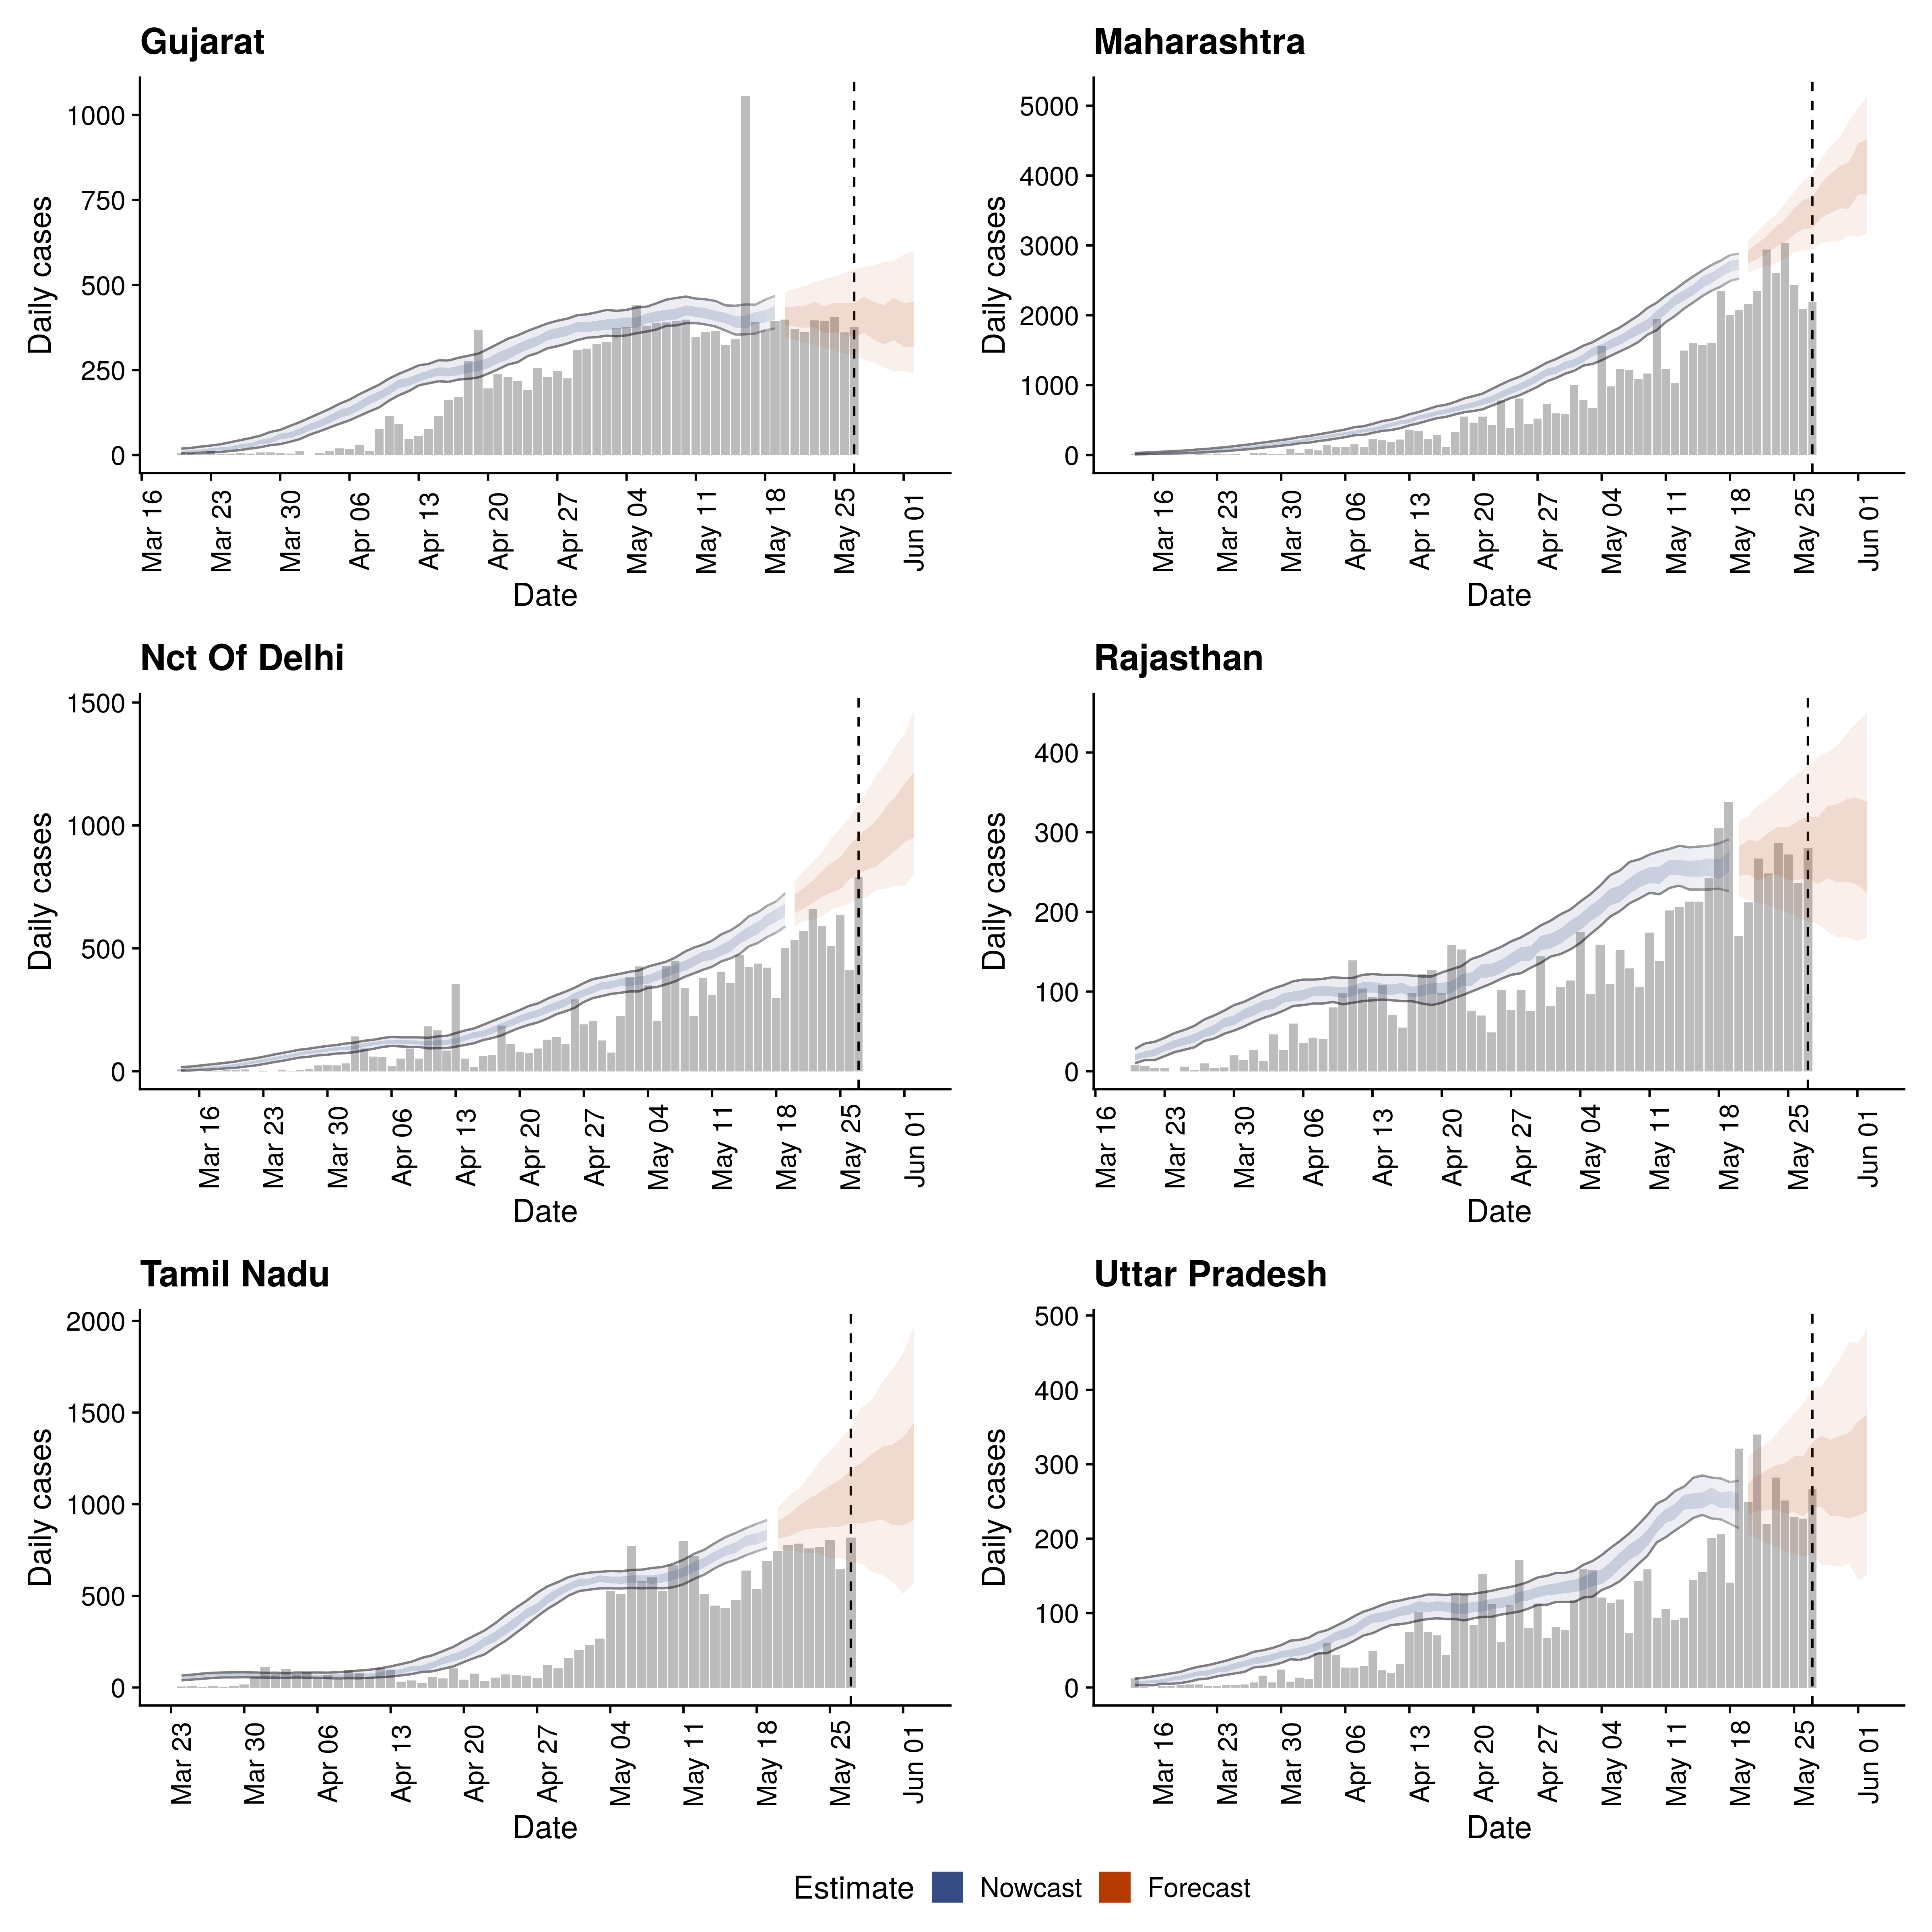 Gujarat
Daily cases
1000
750
500
250
0
Mar 16
Mar 23
Mar 30
Apr 06
Apr 13
Apr 20
Apr 27
May 04
May 11
May 18
May 25
Jun 01
Date
Maharashtra
Daily cases
5000
4000
3000
2000
1000
0
Mar 16
Mar 23
Mar 30
Apr 06
Apr 13
Apr 20
Apr 27
May 04
May 11
May 18
May 25
Jun 01
Date
Nct Of Delhi
Daily cases
1500
1000
500
0
Mar 16
Mar 23
Mar 30
Apr 06
Apr 13
Apr 20
Apr 27
May 04
May 11
May 18
May 25
Jun 01
Date
Rajasthan
Daily cases
400
300
200
100
0
Mar 16
Mar 23
Mar 30
Apr 06
Apr 13
Apr 20
Apr 27
May 04
May 11
May 18
May 25
Jun 01
Date
Tamil Nadu
Daily cases
2000
1500
1000
500
0
Mar 23
Mar 30
Apr 06
Apr 13
Apr 20
Apr 27
May 04
May 11
May 18
May 25
Jun 01
Date
Uttar Pradesh
Daily cases
500
400
300
200
100
0
Mar 16
Mar 23
Mar 30
Apr 06
Apr 13
Apr 20
Apr 27
May 04
May 11
May 18
May 25
Jun 01
Date
Estimate Nowcast Forecast